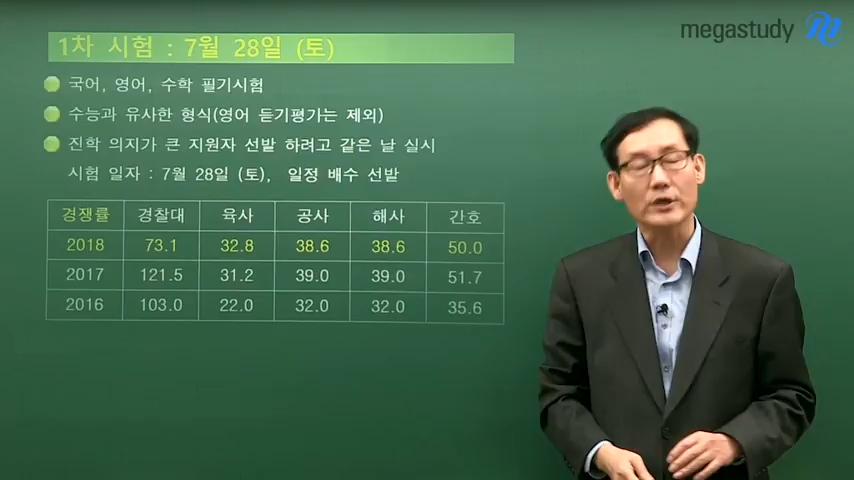 megastudy
1차 시험 : 7월 28일 (토)
국어, 영어, 수학 필기시험
수능과 유사한 형식(영어 듣기평가는 제외)
진학 의지가 큰 지원자 선발 하려고 같은 날 실시
시험 일자 : 7월 28일 (토), 일정 배수 선발
경쟁률 경찰대 육사 공사 해사 간호
2018 73.1 32.8 38.6 38.6 50.0
2017 121.5 31.2 39.0 39.0 51.7
2016 103.0 22.0 32.0 32.0 35.6